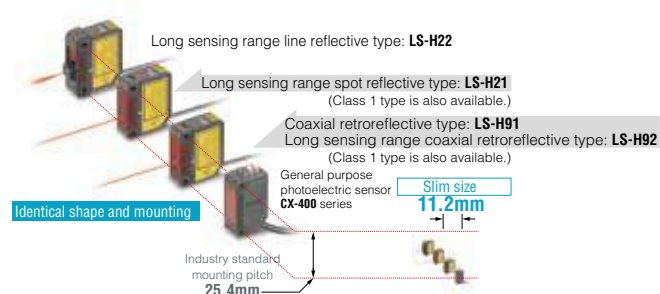 Long sensing range line reflective type: LS-H22
Long sensing range spot reflective type: LS-H21
(Class 1 type is also available.)
Coaxial retroreflective type: LS-H91
Long sensing range coaxial retroreflective type: LS-H92
(Class 1 type is also available.)
General purpose
photoelectric sensor
CX-400 series
Slim size
11.2mm
Identical shape and mounting
Industry standard
mounting pitch
25.4mm